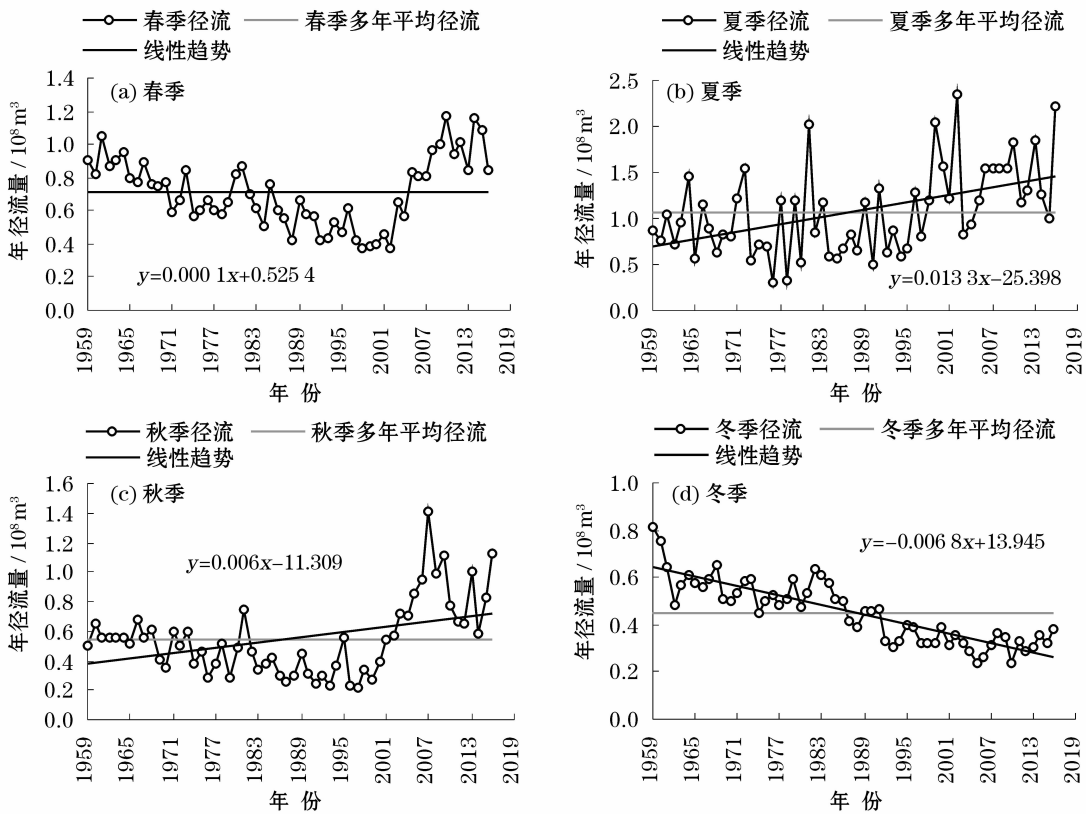 春季径流 春季多年平均径流
线性趋势
(a) 春季
年径流量 / 10⁸ m³
1.4
1.2
1.0
0.8
0.6
0.4
0.2
0.0
y=0.000 1x+0.525 4
1959 1965 1971 1977 1983 1989 1995 2001 2007 2013 2019
年 份
夏季径流 夏季多年平均径流
线性趋势
(b) 夏季
年径流量 / 10⁸ m³
2.5
2.0
1.5
1.0
0.5
0.0
y=0.013 3x−25.398
1959 1965 1971 1977 1983 1989 1995 2001 2007 2013 2019
年 份
秋季径流 秋季多年平均径流
线性趋势
(c) 秋季
年径流量 / 10⁸ m³
1.6
1.4
1.2
1.0
0.8
0.6
0.4
0.2
0.0
y=0.006x−11.309
1959 1965 1971 1977 1983 1989 1995 2001 2007 2013 2019
年 份
冬季径流 冬季多年平均径流
线性趋势
(d) 冬季
年径流量 / 10⁸ m³
1.0
0.8
0.6
0.4
0.2
0.0
y=−0.006 8x+13.945
1959 1965 1971 1977 1983 1989 1995 2001 2007 2013 2019
年 份